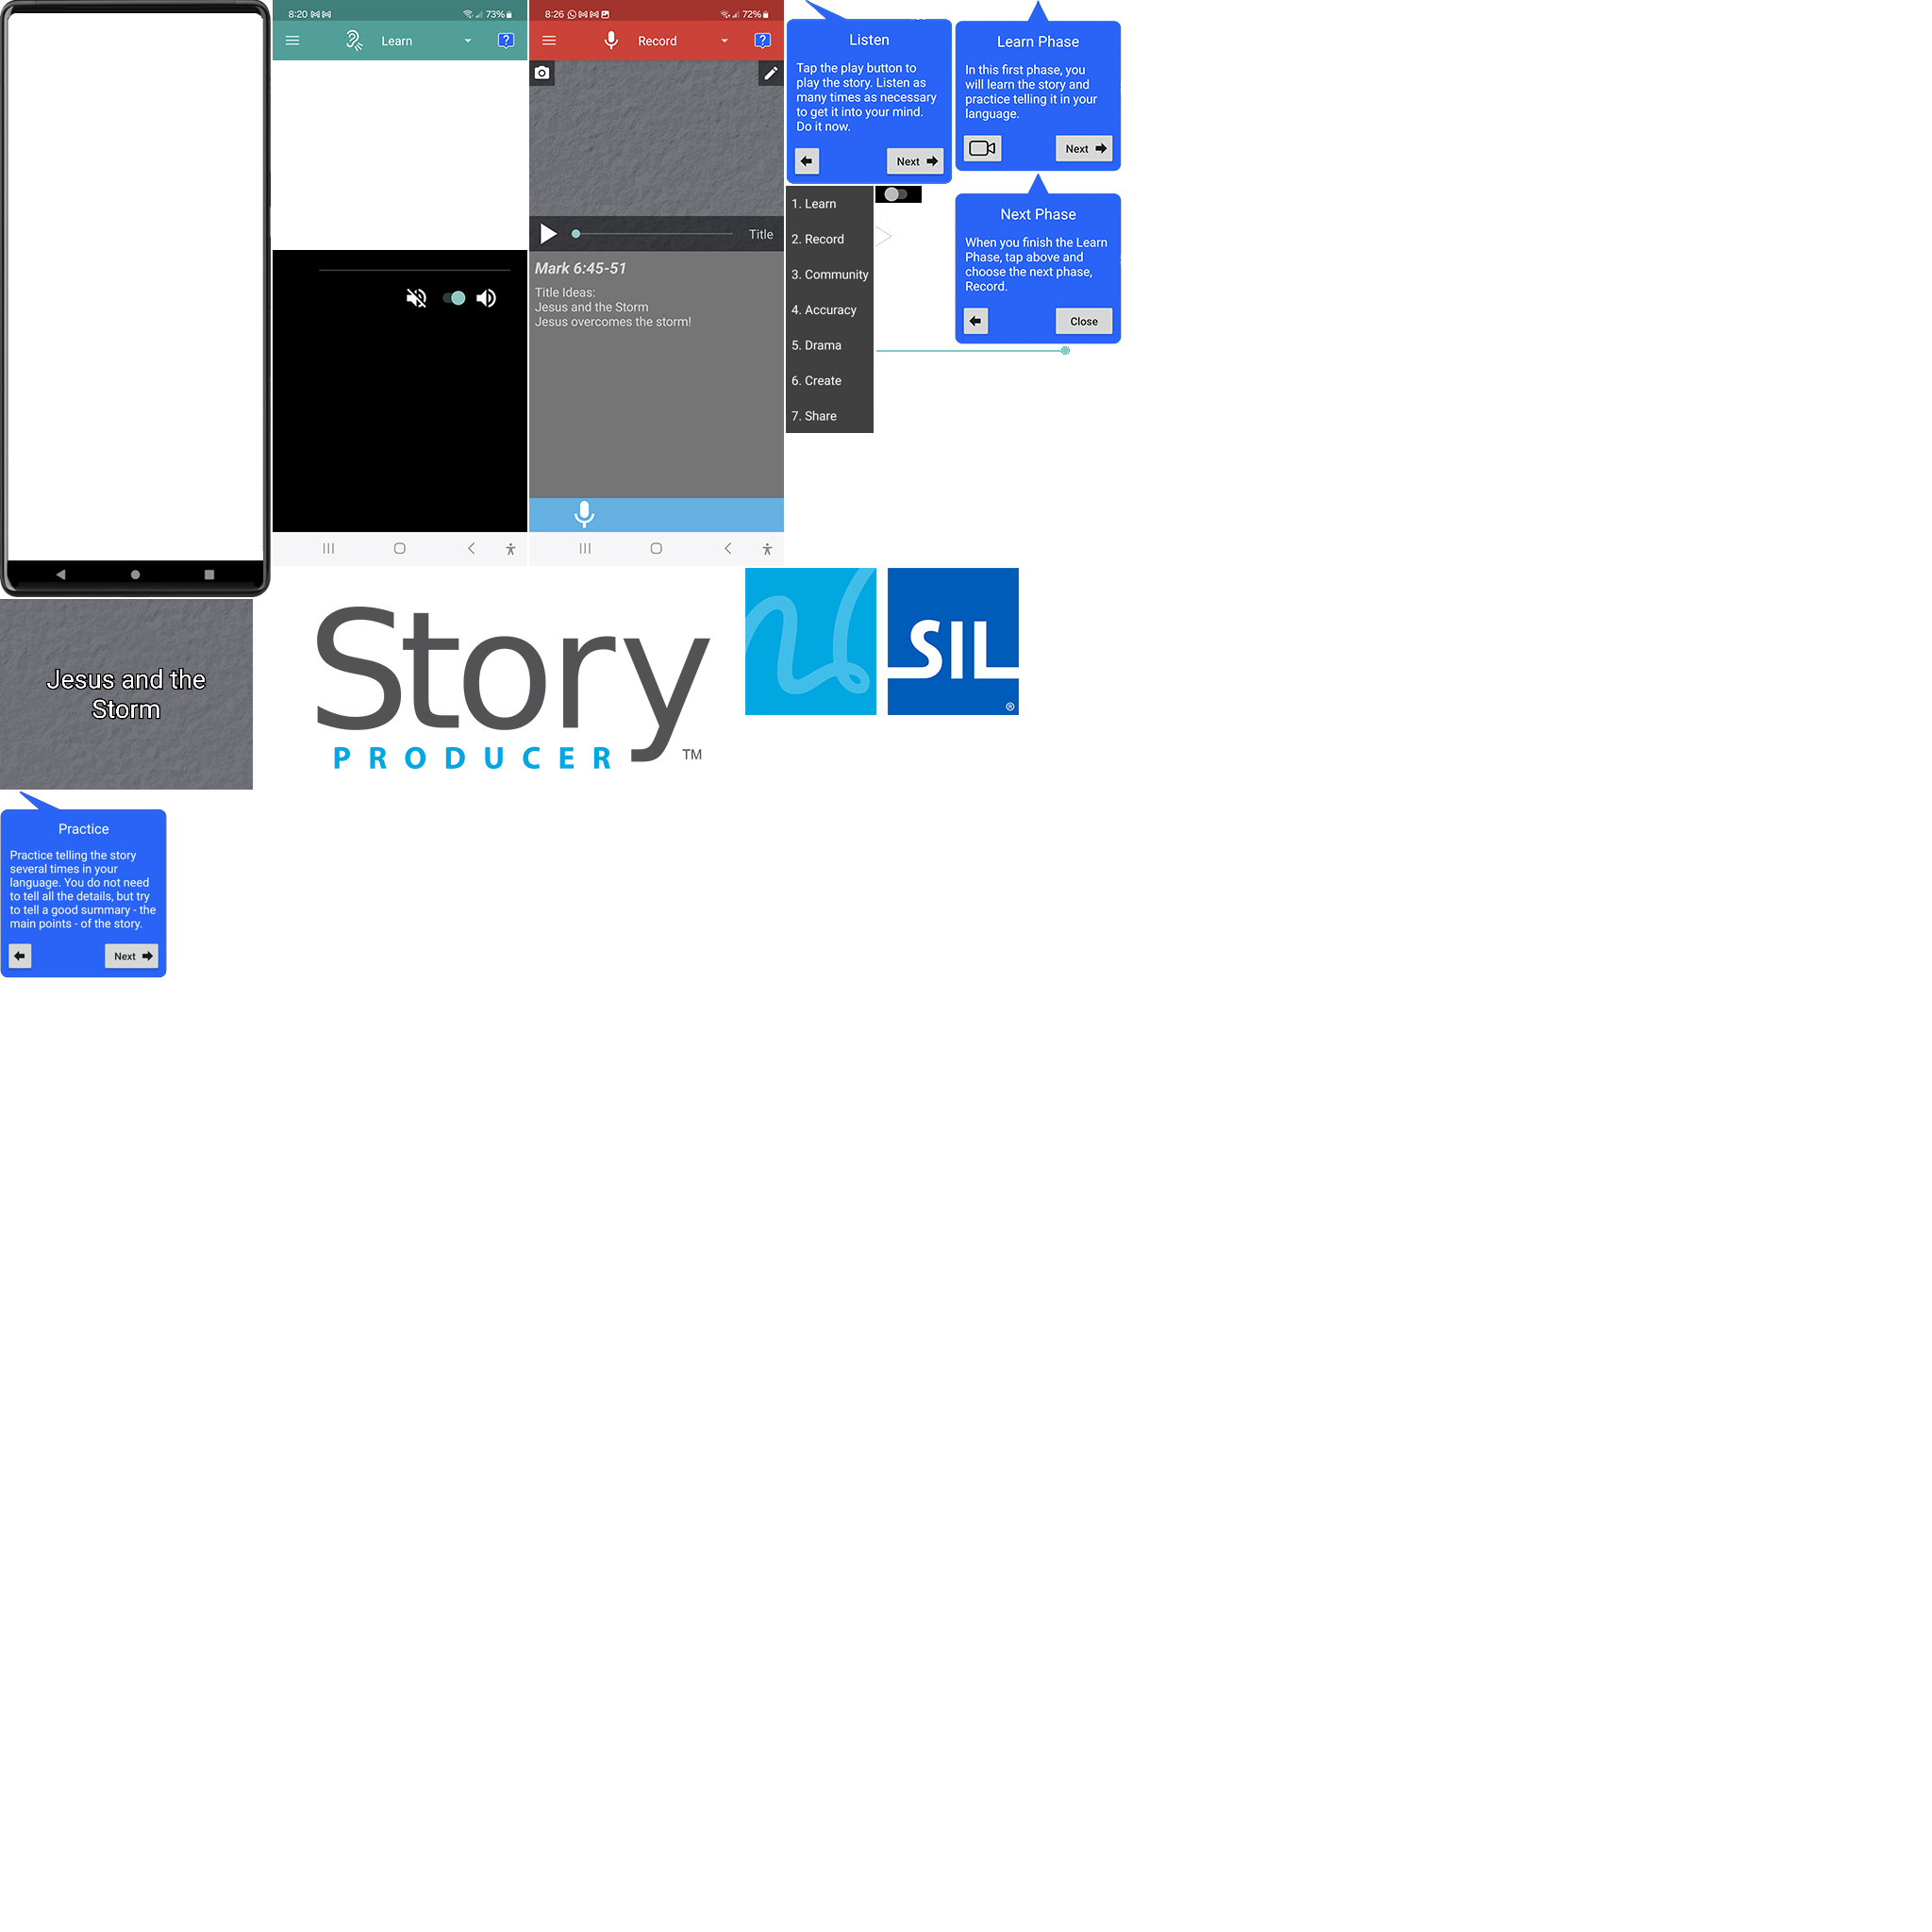 8:20
73%
Learn
8:26
72%
Record
Title
Mark 6:45-51
Title Ideas:
Jesus and the Storm
Jesus overcomes the storm!
Listen
Tap the play button to
play the story. Listen as
many times as necessary
to get it into your mind.
Do it now.
Next
Learn Phase
In this first phase, you
will learn the story and
practice telling it in your
language.
Next
1. Learn
2. Record
3. Community
4. Accuracy
5. Drama
6. Create
7. Share
Next Phase
When you finish the Learn
Phase, tap above and
choose the next phase,
Record.
Close
Jesus and the
Storm
Story
PRODUCER TM
SIL
®
Practice
Practice telling the story
several times in your
language. You do not need
to tell all the details, but try
to tell a good summary - the
main points - of the story.
Next